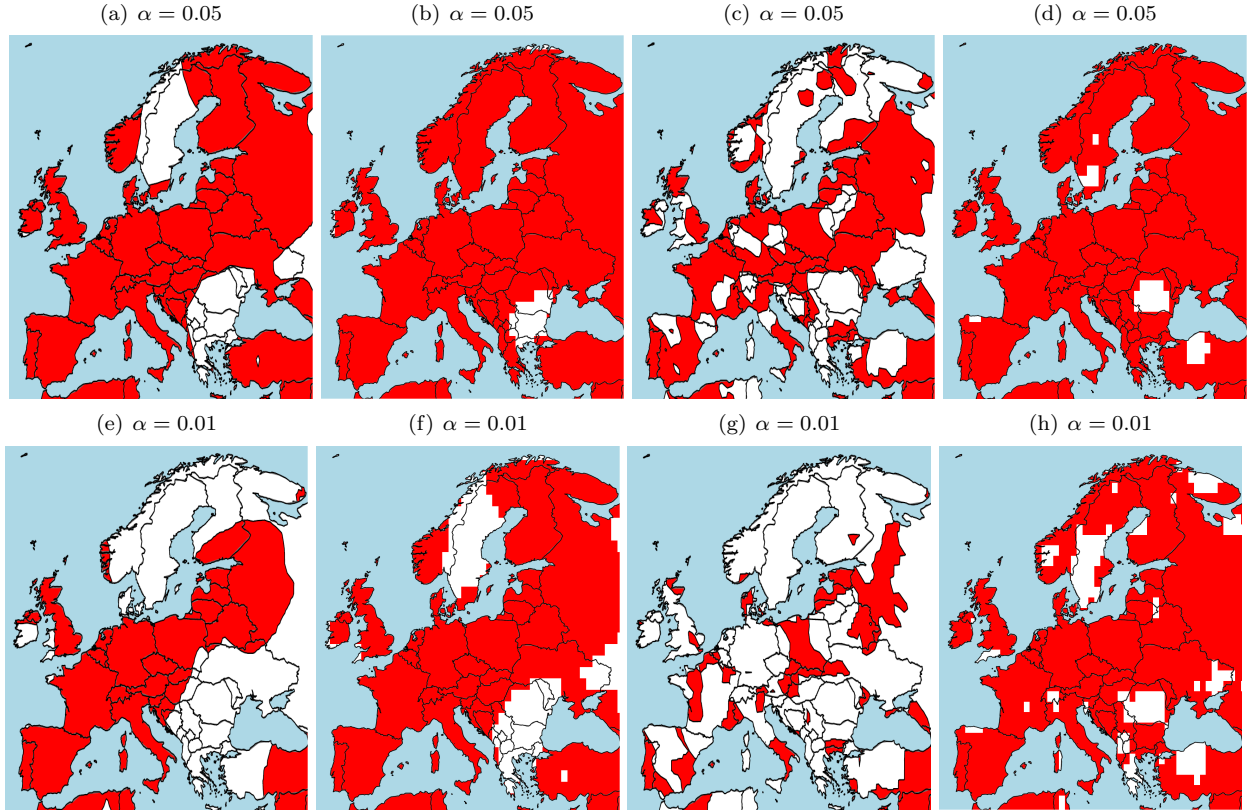 (a) α = 0.05
(b) α = 0.05
(c) α = 0.05
(d) α = 0.05
(e) α = 0.01
(f) α = 0.01
(g) α = 0.01
(h) α = 0.01